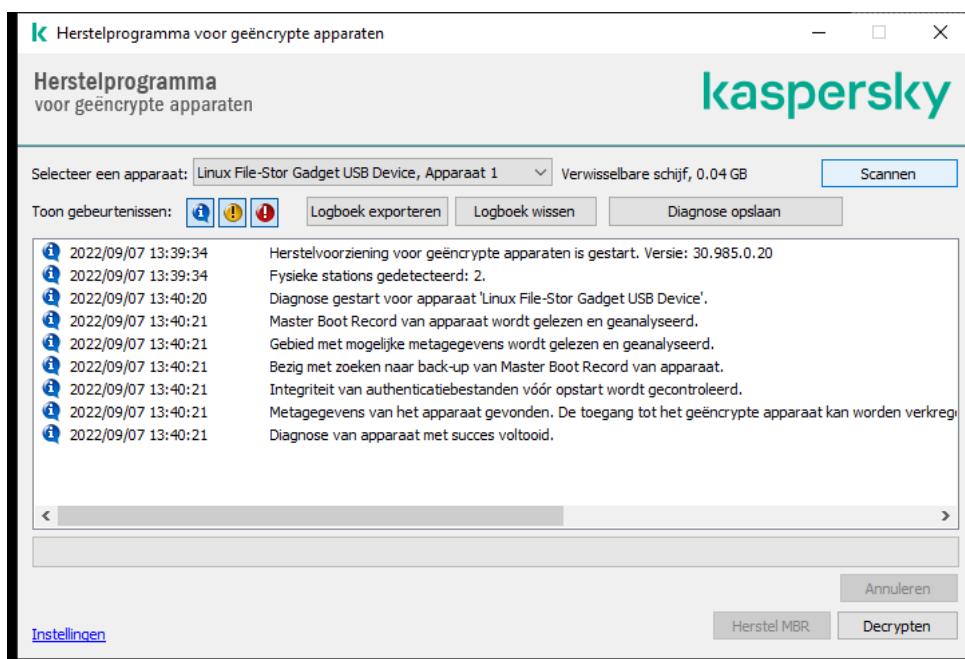 Herstelprogramma voor geëncrypte apparaten
Herstelprogramma
voor geëncrypte apparaten
kaspersky
Selecteer een apparaat: Linux File-Stor Gadget USB Device, Apparaat 1 Verwisselbare schijf, 0.04 GB Scannen
Toon gebeurtenissen: Logboek exporteren Logboek wissen Diagnose opslaan
2022/09/07 13:39:34 Herstelvoorziening voor geëncrypte apparaten is gestart. Versie: 30.985.0.20
2022/09/07 13:39:34 Fysieke stations gedetecteerd: 2.
2022/09/07 13:40:20 Diagnose gestart voor apparaat 'Linux File-Stor Gadget USB Device'.
2022/09/07 13:40:21 Master Boot Record van apparaat wordt gelezen en geanalyseerd.
2022/09/07 13:40:21 Gebied met mogelijke metagegevens wordt gelezen en geanalyseerd.
2022/09/07 13:40:21 Bezig met zoeken naar back-up van Master Boot Record van apparaat.
2022/09/07 13:40:21 Integriteit van authenticatiebestanden vóór opstart wordt gecontroleerd.
2022/09/07 13:40:21 Metagegevens van het apparaat gevonden. De toegang tot het geëncrypte apparaat kan worden verkreg
2022/09/07 13:40:21 Diagnose van apparaat met succes voltooid.
Annuleren
Instellingen Herstel MBR Decrypten